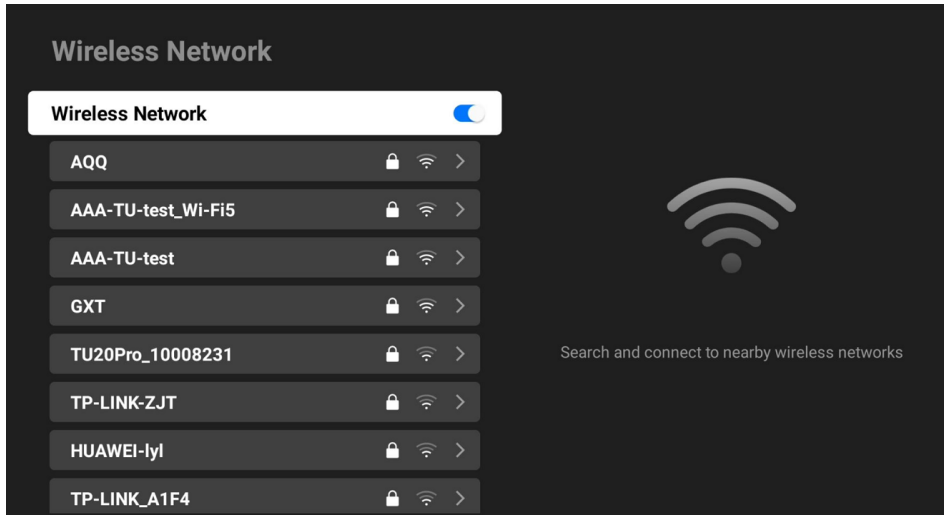 Wireless Network
Wireless Network
AQQ
AAA-TU-test_Wi-Fi5
AAA-TU-test
GXT
TU20Pro_10008231
TP-LINK-ZJT
HUAWEI-lyl
TP-LINK_A1F4
Search and connect to nearby wireless networks